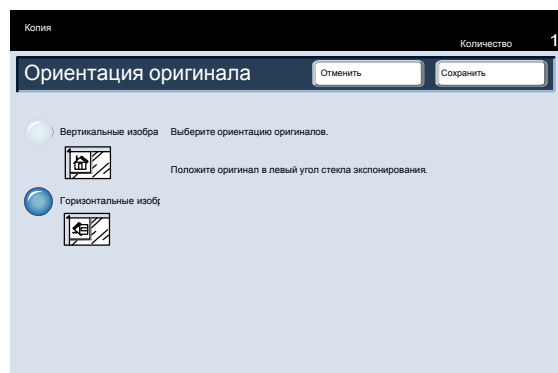 Копия
Количество 1
Ориентация оригинала Отменить Сохранить
Вертикальные изобра Выберите ориентацию оригиналов.
Положите оригинал в левый угол стекла экспонирования.
Горизонтальные изобр